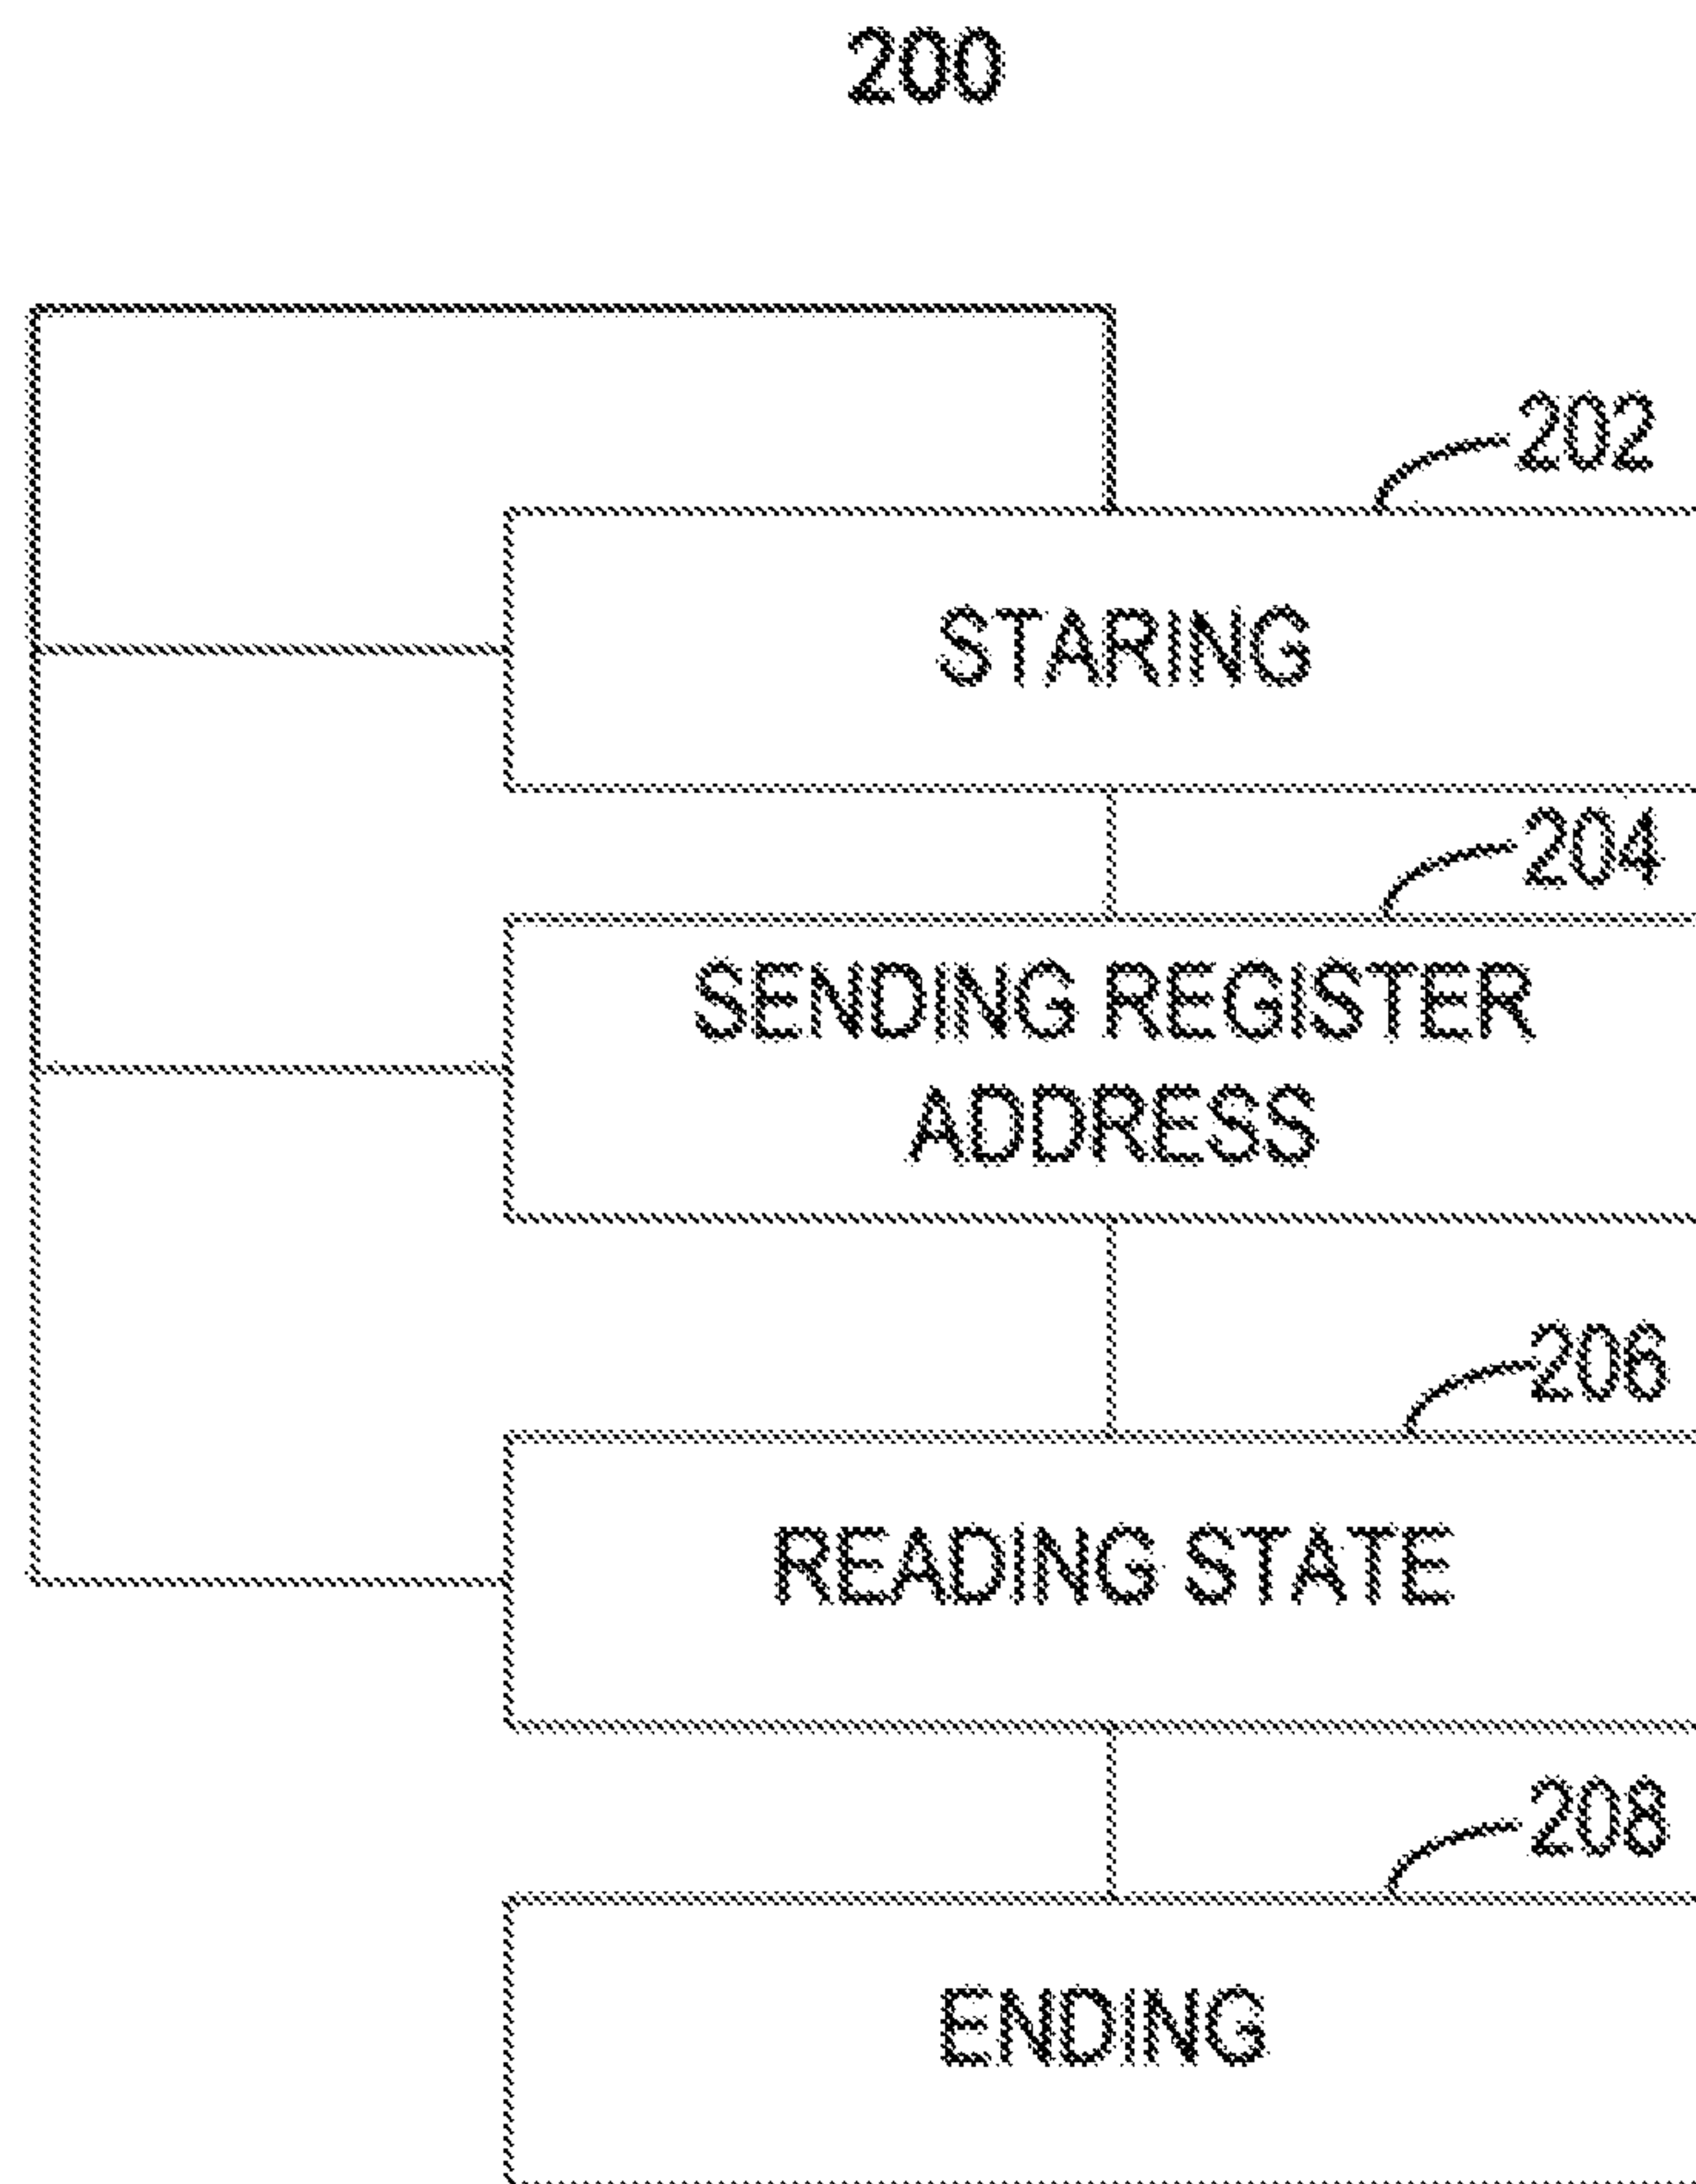 200
202
STARING
204
SENDING REGISTER
ADDRESS
206
READING STATE
208
ENDING